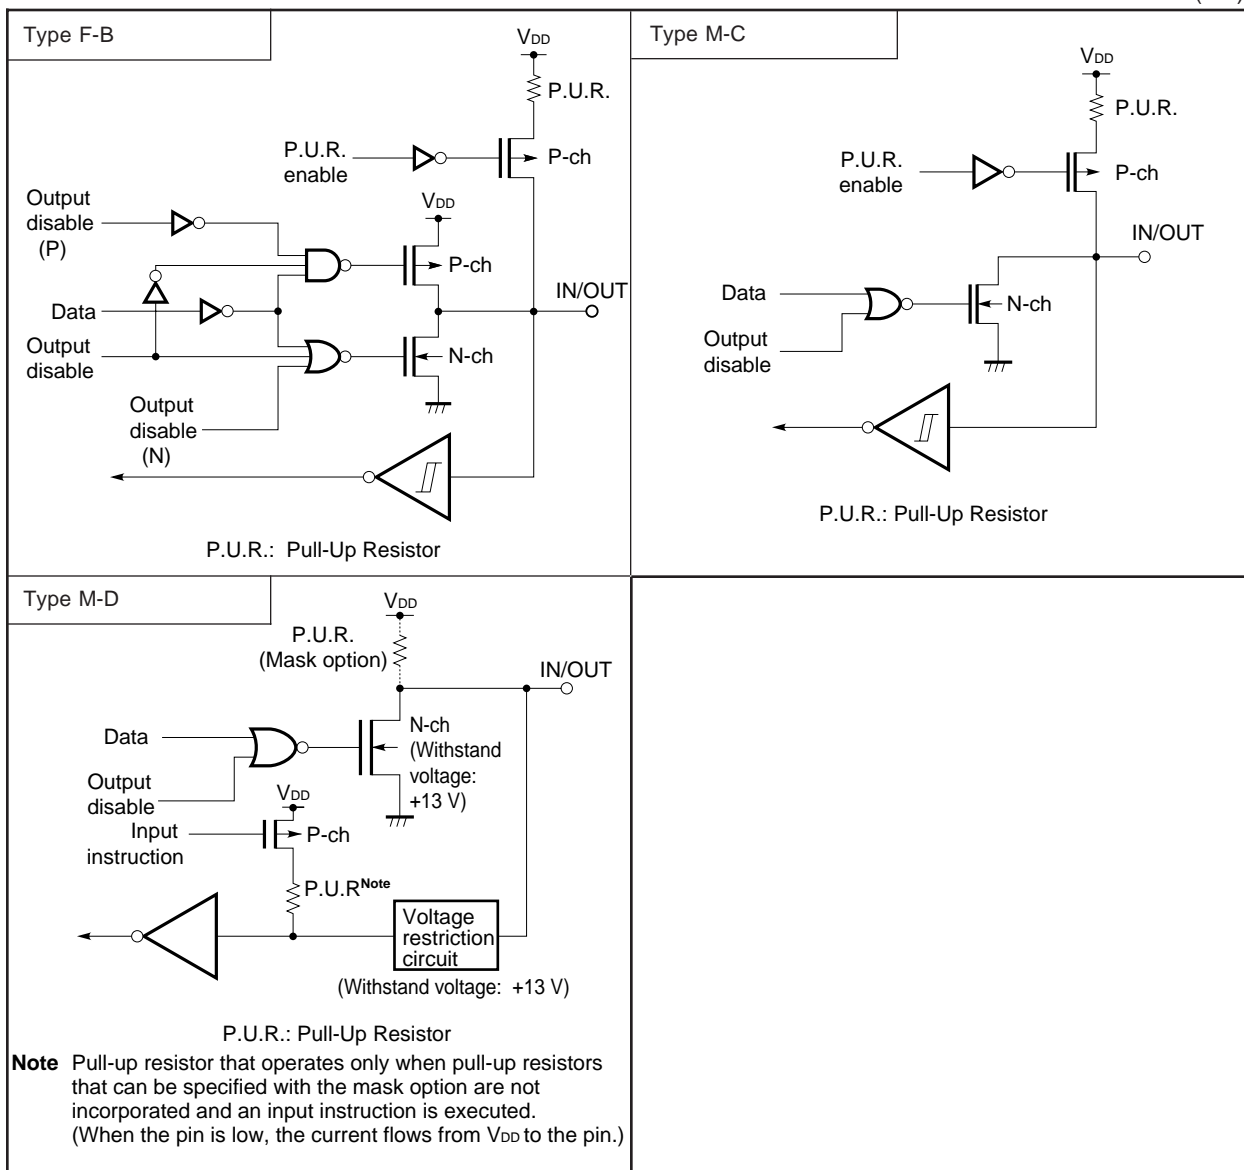 Type F-B
VDD
P.U.R.
P.U.R.
enable
P-ch
Output
disable
(P)
VDD
P-ch
Data
IN/OUT
Output
disable
N-ch
Output
disable
(N)
P.U.R.: Pull-Up Resistor
Type M-C
VDD
P.U.R.
P.U.R.
enable
P-ch
IN/OUT
Data
N-ch
Output
disable
P.U.R.: Pull-Up Resistor
Type M-D
VDD
P.U.R.
(Mask option)
IN/OUT
Data
N-ch
(Withstand
voltage:
+13 V)
Output
disable
VDD
Input
instruction
P-ch
P.U.RNote
Voltage
restriction
circuit
(Withstand voltage: +13 V)
P.U.R.: Pull-Up Resistor
Note Pull-up resistor that operates only when pull-up resistors
that can be specified with the mask option are not
incorporated and an input instruction is executed.
(When the pin is low, the current flows from VDD to the pin.)